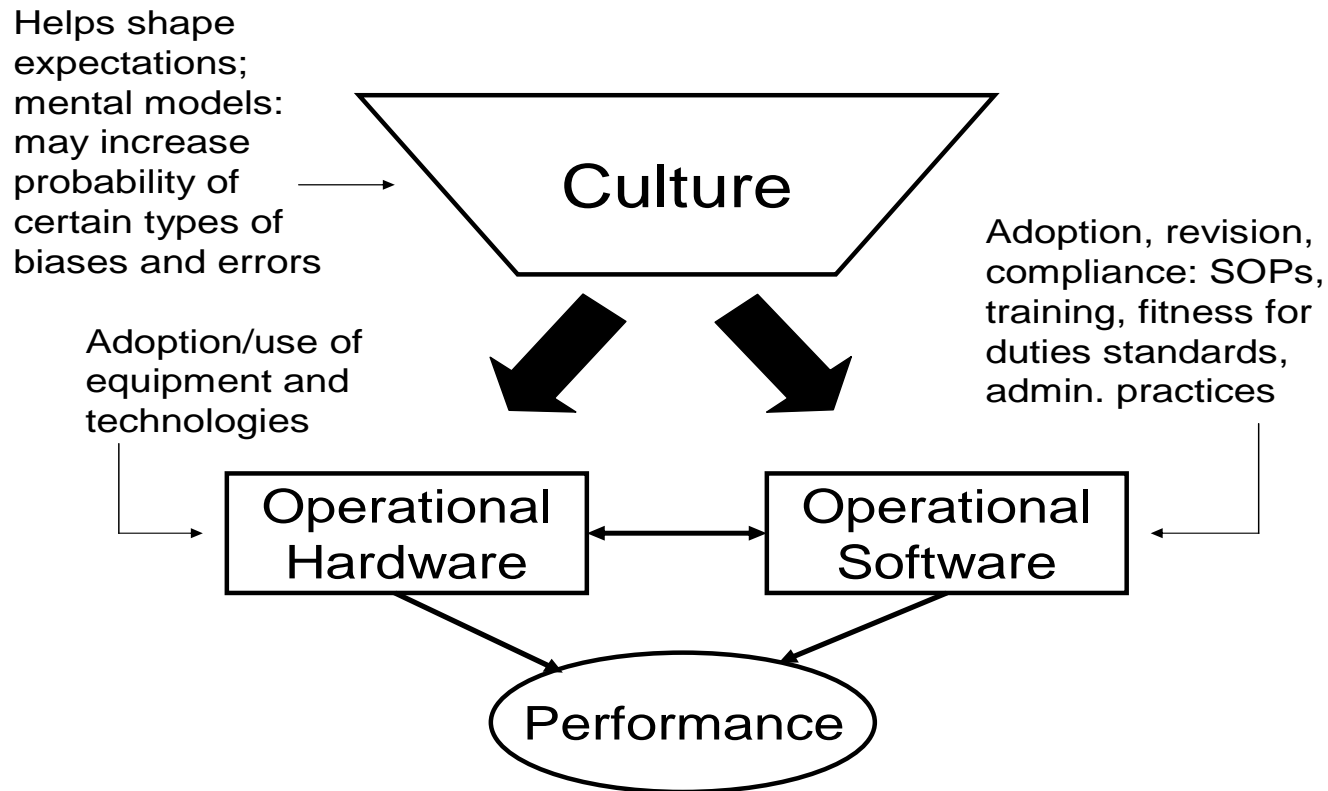 Helps shape
expectations;
mental models:
may increase
probability of
certain types of
biases and errors
Culture
Adoption, revision,
compliance: SOPs,
training, fitness for
duties standards,
admin. practices
Adoption/use of
equipment and
technologies
Operational
Hardware
Operational
Software
Performance